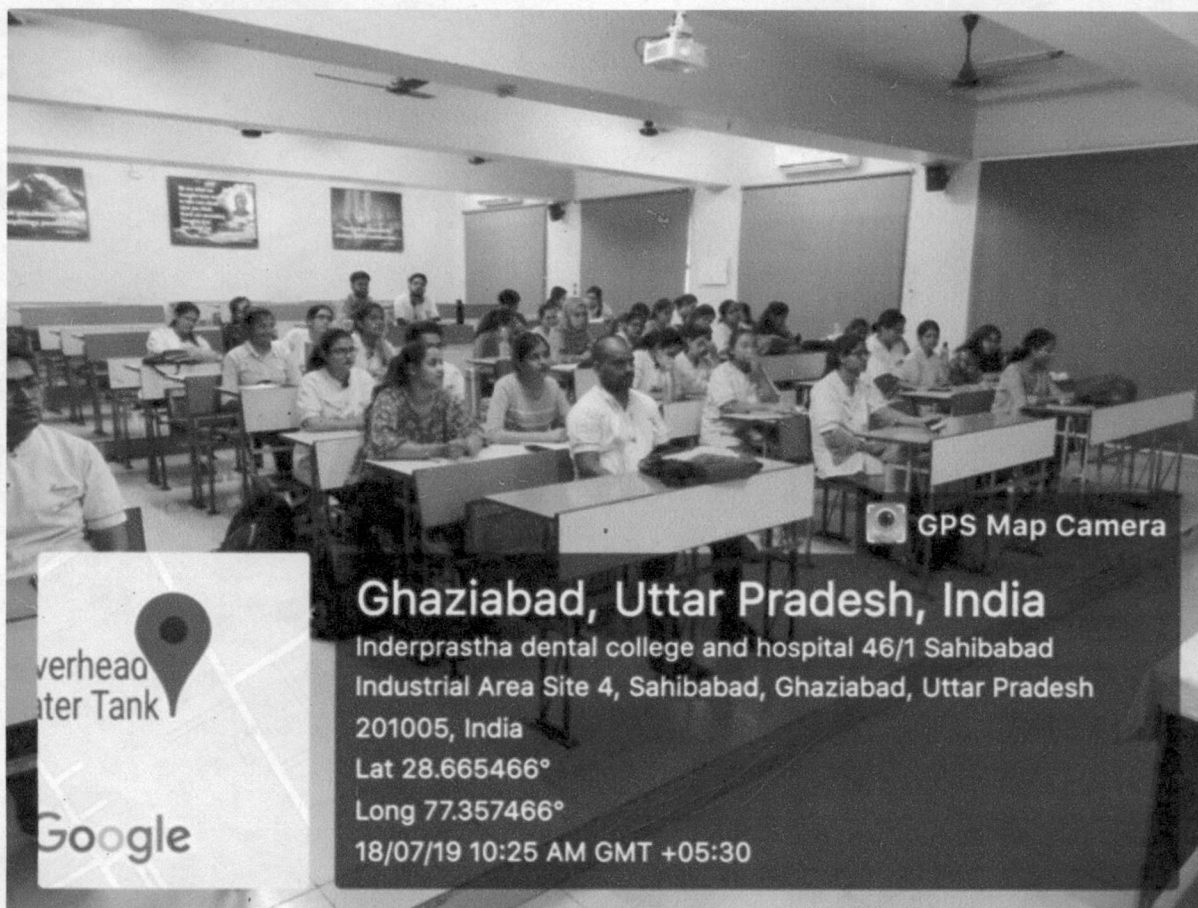 GPS Map Camera
Ghaziabad, Uttar Pradesh, India
Inderprastha dental college and hospital 46/1 Sahibabad
Industrial Area Site 4, Sahibabad, Ghaziabad, Uttar Pradesh
201005, India
Lat 28.665466°
Long 77.357466°
18/07/19 10:25 AM GMT +05:30
verhead
ater Tank
Google